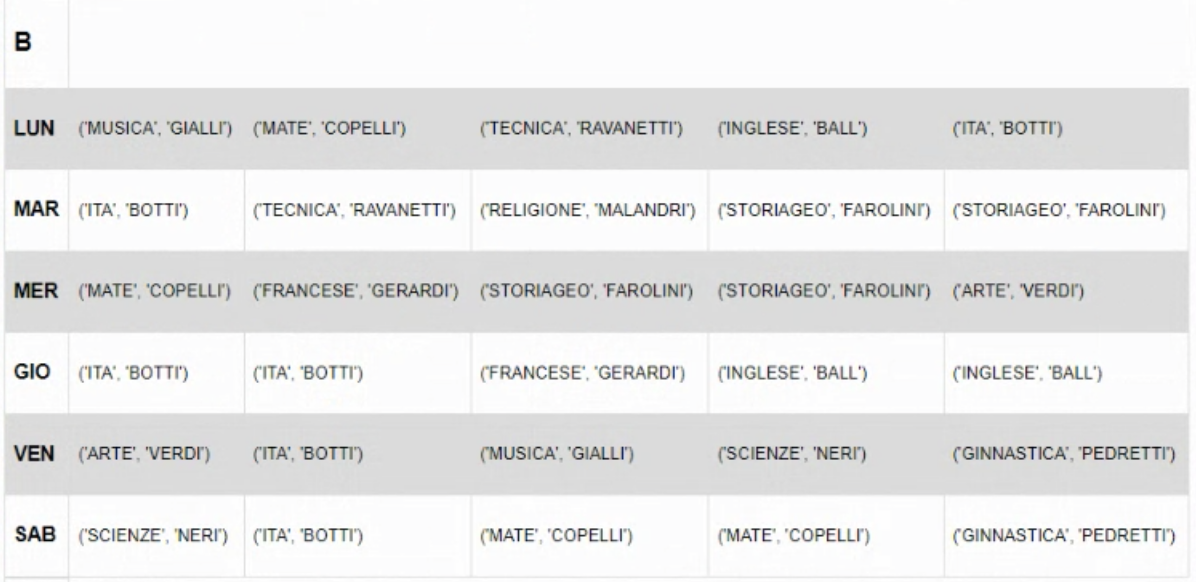 B
LUN ('MUSICA', 'GIALLI') ('MATE', 'COPELLI') ('TECNICA', 'RAVANETTI') ('INGLESE', 'BALL') ('ITA', 'BOTTI')
MAR ('ITA', 'BOTTI') ('TECNICA', 'RAVANETTI') ('RELIGIONE', 'MALANDRI') ('STORIAGEO', 'FAROLINI') ('STORIAGEO', 'FAROLINI')
MER ('MATE', 'COPELLI') ('FRANCESE', 'GERARDI') ('STORIAGEO', 'FAROLINI') ('STORIAGEO', 'FAROLINI') ('ARTE', 'VERDI')
GIO ('ITA', 'BOTTI') ('ITA', 'BOTTI') ('FRANCESE', 'GERARDI') ('INGLESE', 'BALL') ('INGLESE', 'BALL')
VEN ('ARTE', 'VERDI') ('ITA', 'BOTTI') ('MUSICA', 'GIALLI') ('SCIENZE', 'NERI') ('GINNASTICA', 'PEDRETTI')
SAB ('SCIENZE', 'NERI') ('ITA', 'BOTTI') ('MATE', 'COPELLI') ('MATE', 'COPELLI') ('GINNASTICA', 'PEDRETTI')